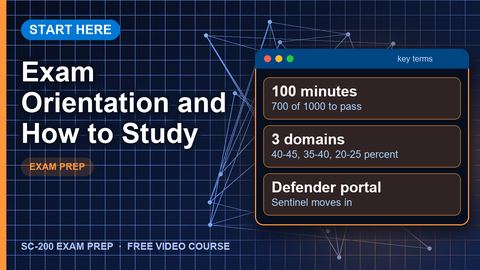 START HERE
Exam
Orientation and
How to Study
EXAM PREP
SC-200 EXAM PREP · FREE VIDEO COURSE
key terms
100 minutes
700 of 1000 to pass
3 domains
40-45, 35-40, 20-25 percent
Defender portal
Sentinel moves in